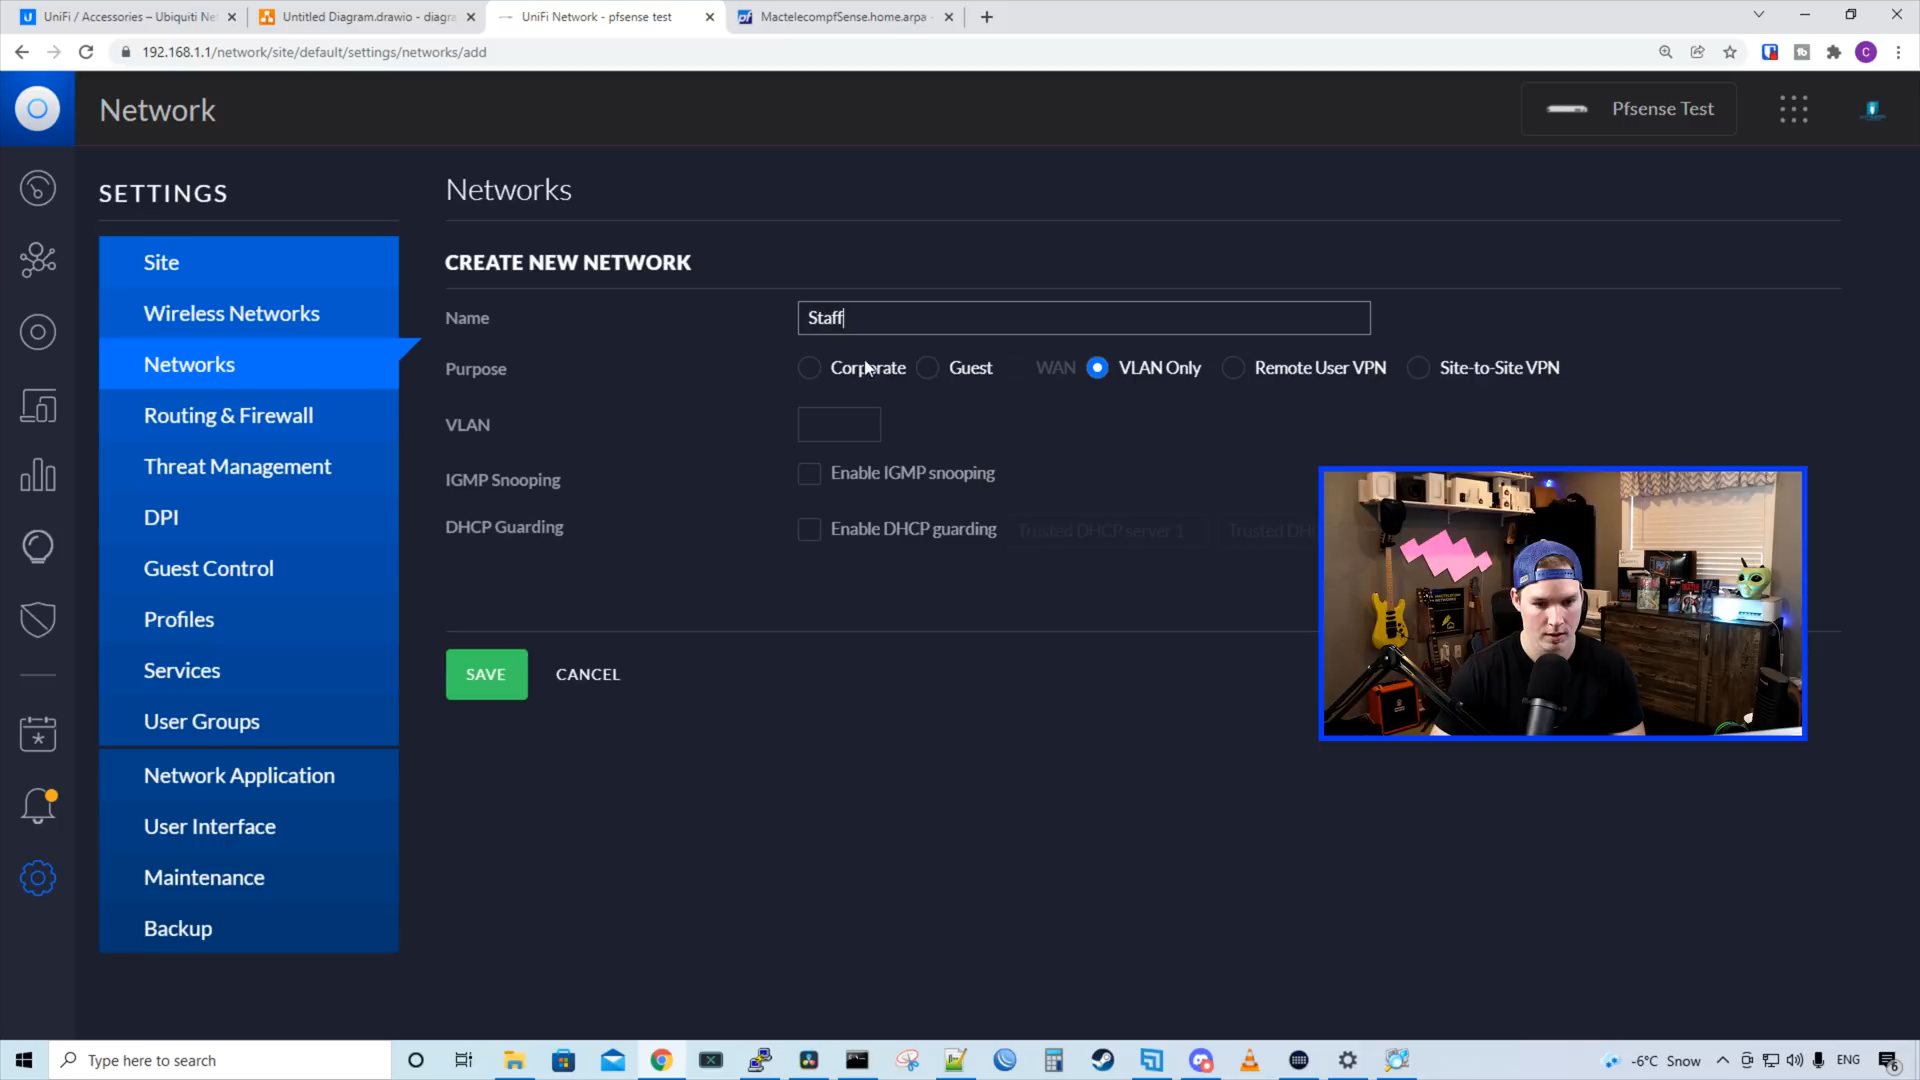 UniFi / Accessories – Ubiquiti Net
Untitled Diagram.drawio - diagra
UniFi Network - pfsense test
MactelecompfSense.home.arpa -
192.168.1.1/network/site/default/settings/networks/add
Network
Pfsense Test
SETTINGS
Site
Wireless Networks
Networks
Routing & Firewall
Threat Management
DPI
Guest Control
Profiles
Services
User Groups
Network Application
User Interface
Maintenance
Backup
Networks
CREATE NEW NETWORK
Name
Staff
Purpose
Corporate
Guest
WAN
VLAN Only
Remote User VPN
Site-to-Site VPN
VLAN
IGMP Snooping
Enable IGMP snooping
DHCP Guarding
Enable DHCP guarding
Trusted DHCP server 1
Trusted DH
SAVE
CANCEL
Type here to search
-6°C Snow
ENG
6